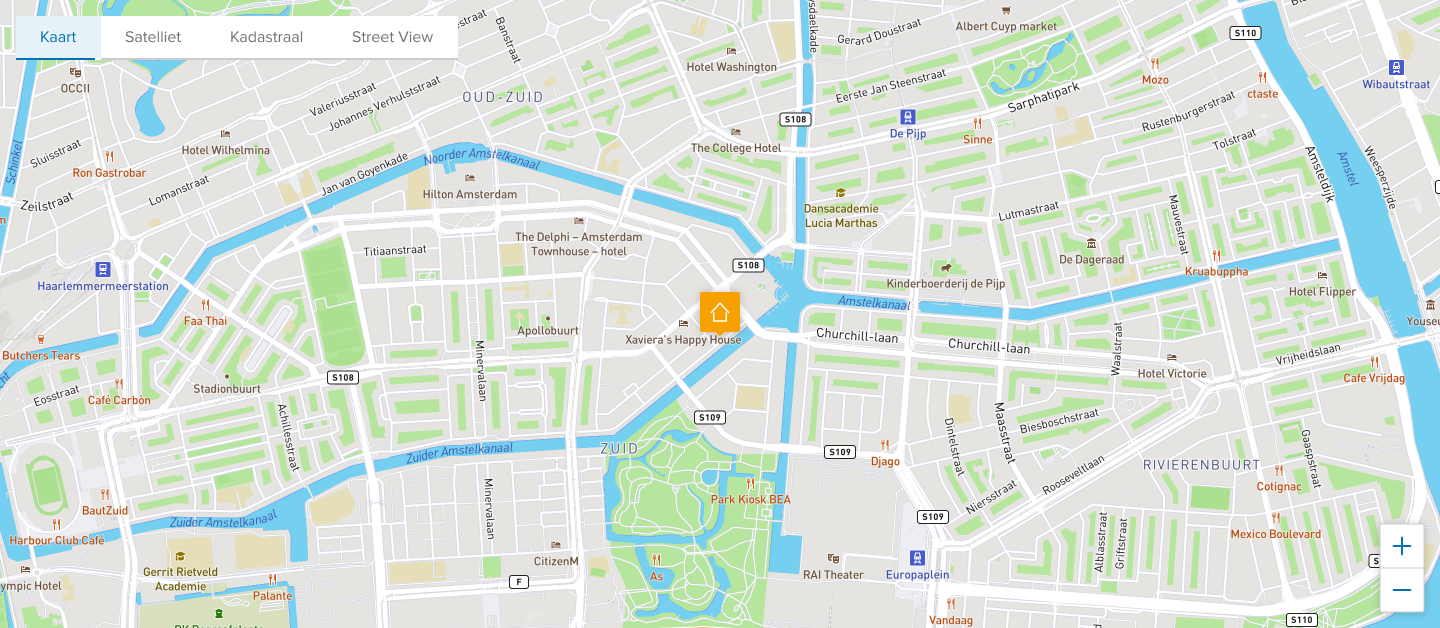 Kaart
Satelliet
Kadastraal
Street View
Banstraat
Gerard Doustraat
Albert Cuyp market
S110
Hotel Washington
OCCII
Valeriusstraat
Johannes Verhulststraat
OUD-ZUID
Eerste Jan Steenstraat
Mozo
ctaste
Wibautstraat
Sarphatipark
S108
De Pijp
Sinne
Rustenburgerstraat
Tolstraat
Sluisstraat
Schinkel
Hotel Wilhelmina
Noorder Amstelkanaal
The College Hotel
Ron Gastrobar
Lomanstraat
Jan van Goyenkade
Hilton Amsterdam
Amsteldijk
Amstel
Weesperzijde
Zeilstraat
Dansacademie
Lucia Marthas
Lutmastraat
Mauvestraat
Titiaanstraat
The Delphi – Amsterdam
Townhouse – hotel
S108
De Dageraad
Kruabuppha
Haarlemmermeerstation
Kinderboerderij de Pijp
Hotel Flipper
Amstelkanaal
Faa Thai
Apollobuurt
Xaviera's Happy House
Churchill-laan
Churchill-laan
Waalstraat
Vrijheidslaan
Butchers Tears
Minervalaan
Stadionbuurt
S108
Hotel Victorie
Cafe Vrijdag
Eosstraat
Café Carbòn
Achillesstraat
S109
Maasstraat
Dintelstraat
Biesboschstraat
ZUID
Zuider Amstelkanaal
S109
Djago
Rooseveltlaan
RIVIERENBUURT
Gaaspstraat
Cotignac
Minervalaan
Park Kiosk BEA
Niersstraat
BautZuid
Zuider Amstelkanaal
S109
Mexico Boulevard
Harbour Club Café
Alblasstraat
Griftstraat
Gerrit Rietveld
Academie
CitizenM
As
RAI Theater
Europaplein
F
Palante
Vandaag
S110